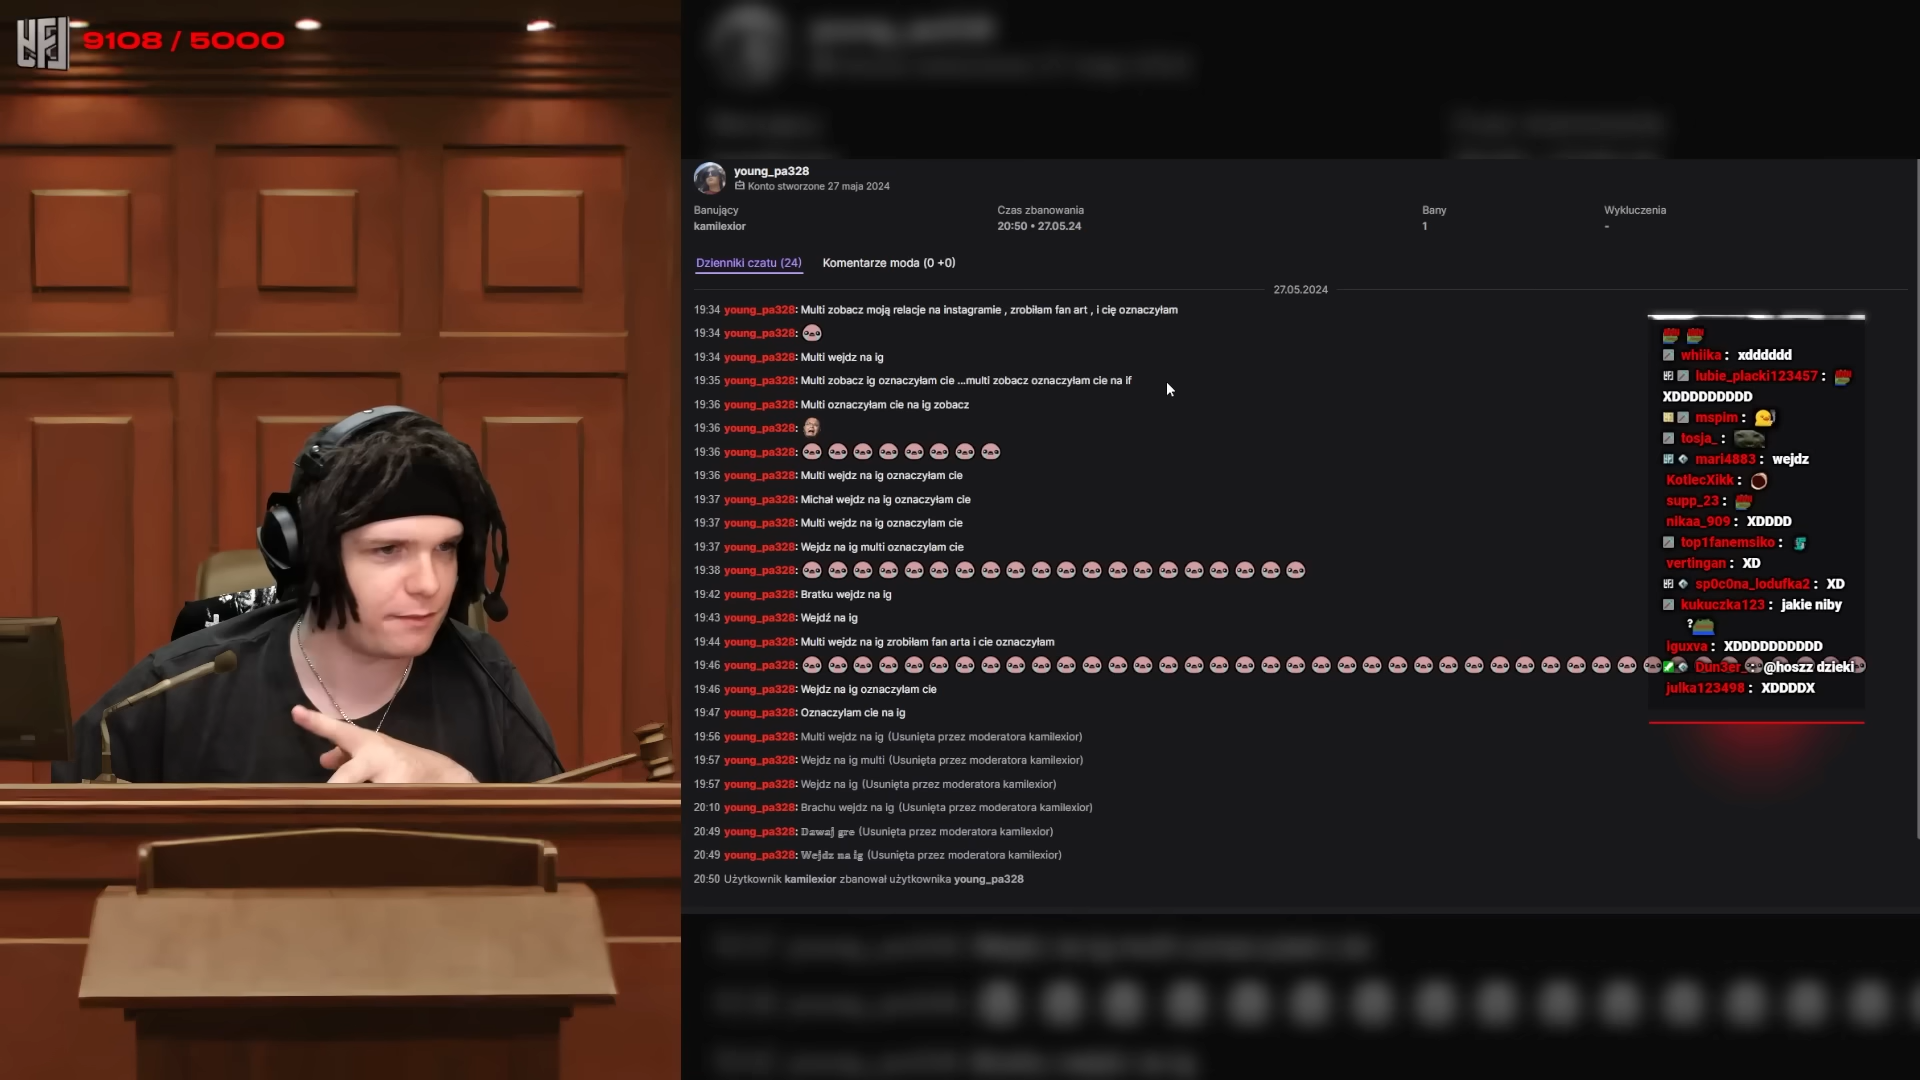 9108 / 5000
young_pa328
Konto stworzone 27 maja 2024
Banujący
kamilexior
Czas zbanowania
20:50 • 27.05.24
Bany
1
Wykluczenia
-
Dzienniki czatu (24)
Komentarze moda (0 +0)
27.05.2024
19:34 young_pa328: Multi zobacz moją relacje na instagramie , zrobiłam fan art , i cię oznaczyłam
19:34 young_pa328:
19:34 young_pa328: Multi wejdz na ig
19:35 young_pa328: Multi zobacz ig oznaczyłam cie ...multi zobacz oznaczyłam cie na if
19:36 young_pa328: Multi oznaczyłam cie na ig zobacz
19:36 young_pa328:
19:36 young_pa328:
19:36 young_pa328: Multi wejdz na ig oznaczyłam cie
19:37 young_pa328: Michał wejdz na ig oznaczyłam cie
19:37 young_pa328: Multi wejdz na ig oznaczylam cie
19:37 young_pa328: Wejdz na ig multi oznaczylam cie
19:38 young_pa328:
19:42 young_pa328: Bratku wejdz na ig
19:43 young_pa328: Wejdź na ig
19:44 young_pa328: Multi wejdz na ig zrobiłam fan arta i cie oznaczyłam
19:46 young_pa328:
19:46 young_pa328: Wejdz na ig oznaczylam cie
19:47 young_pa328: Oznaczylam cie na ig
19:56 young_pa328: Multi wejdz na ig (Usunięta przez moderatora kamilexior)
19:57 young_pa328: Wejdz na ig multi (Usunięta przez moderatora kamilexior)
19:57 young_pa328: Wejdz na ig (Usunięta przez moderatora kamilexior)
20:10 young_pa328: Brachu wejdz na ig (Usunięta przez moderatora kamilexior)
20:49 young_pa328: 𝔻𝕒𝕨𝕒𝕛 𝕘𝕣𝕖 (Usunięta przez moderatora kamilexior)
20:49 young_pa328: 𝕎𝕖𝕛𝕕𝕫 𝕟𝕒 𝕚𝕘 (Usunięta przez moderatora kamilexior)
20:50 Użytkownik kamilexior zbanował użytkownika young_pa328
whiika: xdddddd
lubie_placki123457:
XDDDDDDDDD
mspim:
tosja_:
mari4883: wejdz
KotlecXikk:
supp_23:
nikaa_909: XDDDD
top1fanemsiko:
vertingan: XD
sp0c0na_lodufka2: XD
kukuczka123: jakie niby
?
lguxva: XDDDDDDDDDD
Dun3er_: @hoszz dzieki
julka123498: XDDDDX